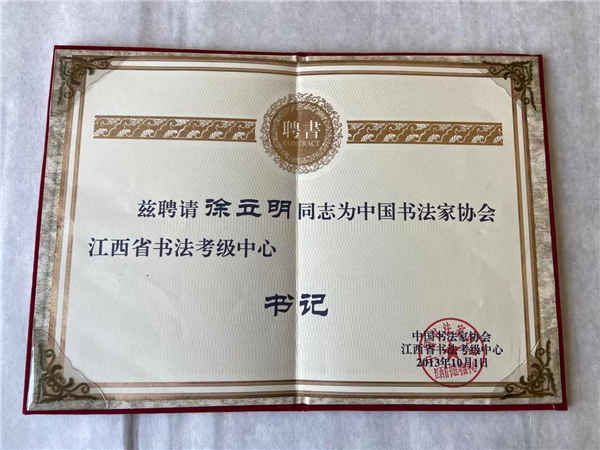 聘書
CONTRACT
兹聘请 徐立明 同志为中国书法家协会
江西省书法考级中心
书记
中国书法家协会
江西省书法考级中心
2013年10月1日